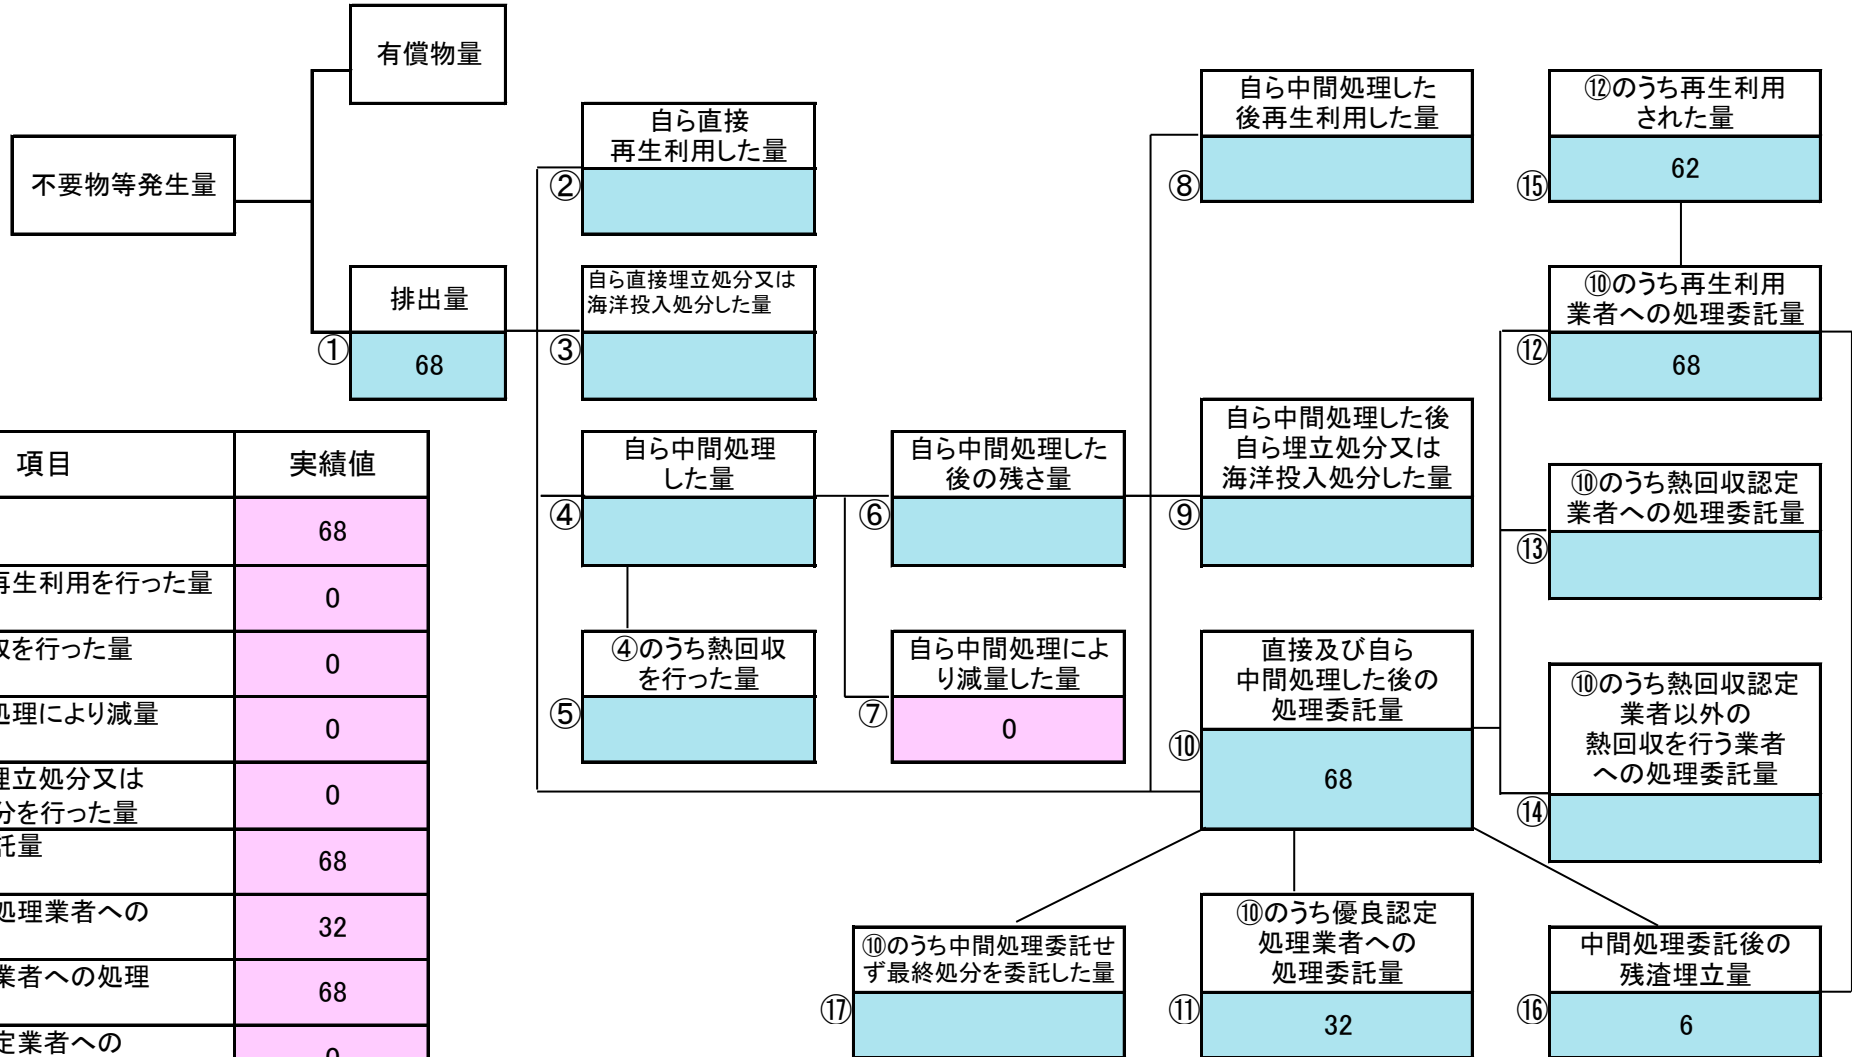 有償物量
不要物等発生量
排出量
①
68
自ら直接
再生利用した量
②
自ら直接埋立処分又は
海洋投入処分した量
③
自ら中間処理
した量
④
④のうち熱回収
を行った量
⑤
自ら中間処理した
後の残さ量
⑥
自ら中間処理によ
り減量した量
⑦
0
自ら中間処理した
後再生利用した量
⑧
自ら中間処理した後
自ら埋立処分又は
海洋投入処分した量
⑨
直接及び自ら
中間処理した後の
処理委託量
⑩
68
⑫のうち再生利用
された量
⑮
62
⑩のうち再生利用
業者への処理委託量
⑫
68
⑩のうち熱回収認定
業者への処理委託量
⑬
⑩のうち熱回収認定
業者以外の
熱回収を行う業者
への処理委託量
⑭
⑩のうち中間処理委託せ
ず最終処分を委託した量
⑰
⑩のうち優良認定
処理業者への
処理委託量
⑪
32
中間処理委託後の
残渣埋立量
⑯
6
項目 実績値
68
再生利用を行った量 0
を行った量 0
処理により減量 0
埋立処分又は
分を行った量 0
託量 68
処理業者への 32
業者への処理 68
定業者への 0